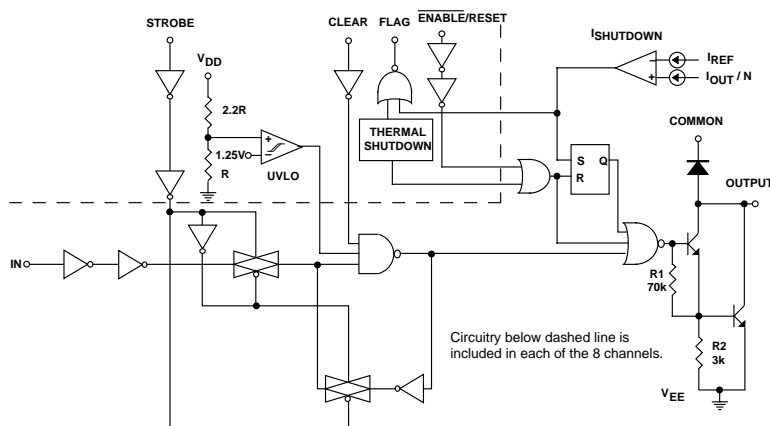 STROBE
CLEAR
FLAG
ENABLE/RESET
ISHUTDOWN
IREF
IOUT / N
VDD
2.2R
1.25V
R
UVLO
THERMAL
SHUTDOWN
S
Q
R
COMMON
OUTPUT
IN
R1
70k
R2
3k
VEE
Circuitry below dashed line is
included in each of the 8 channels.